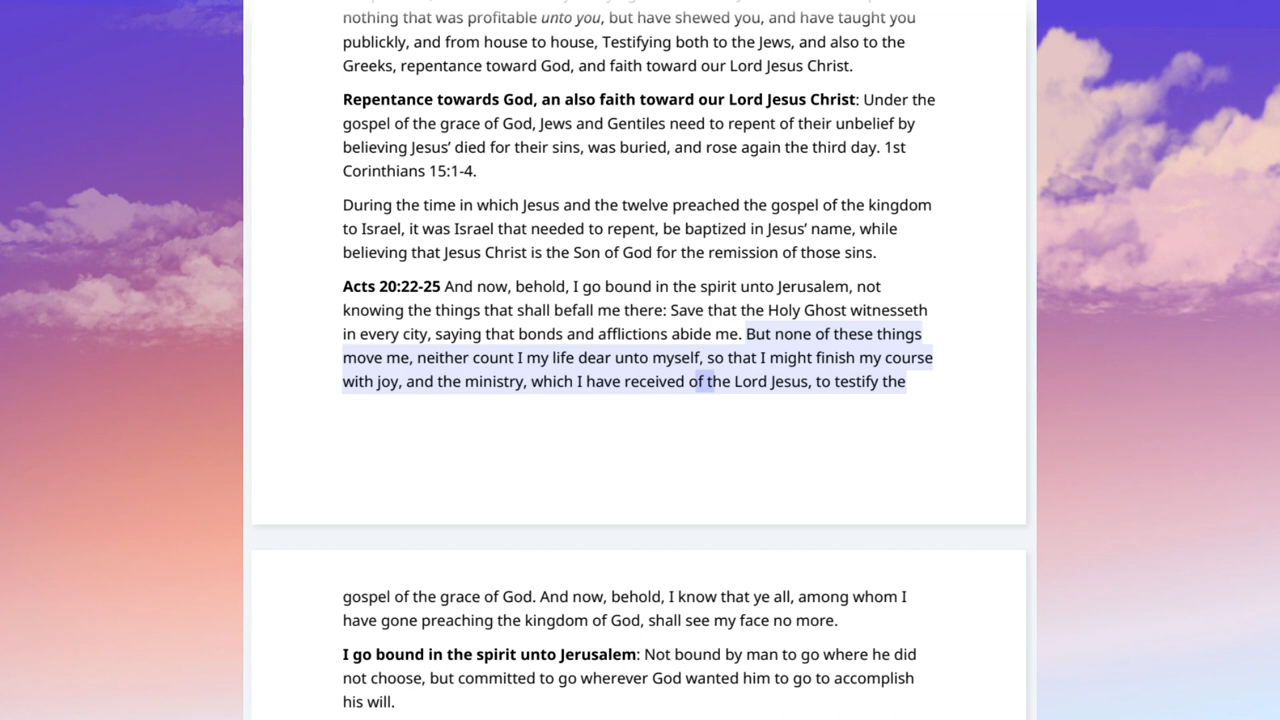 nothing that was profitable unto you, but have shewed you, and have taught you
publickly, and from house to house, Testifying both to the Jews, and also to the
Greeks, repentance toward God, and faith toward our Lord Jesus Christ.
Repentance towards God, an also faith toward our Lord Jesus Christ: Under the
gospel of the grace of God, Jews and Gentiles need to repent of their unbelief by
believing Jesus’ died for their sins, was buried, and rose again the third day. 1st
Corinthians 15:1-4.
During the time in which Jesus and the twelve preached the gospel of the kingdom
to Israel, it was Israel that needed to repent, be baptized in Jesus’ name, while
believing that Jesus Christ is the Son of God for the remission of those sins.
Acts 20:22-25 And now, behold, I go bound in the spirit unto Jerusalem, not
knowing the things that shall befall me there: Save that the Holy Ghost witnesseth
in every city, saying that bonds and afflictions abide me. But none of these things
move me, neither count I my life dear unto myself, so that I might finish my course
with joy, and the ministry, which I have received of the Lord Jesus, to testify the
gospel of the grace of God. And now, behold, I know that ye all, among whom I
have gone preaching the kingdom of God, shall see my face no more.
I go bound in the spirit unto Jerusalem: Not bound by man to go where he did
not choose, but committed to go wherever God wanted him to go to accomplish
his will.